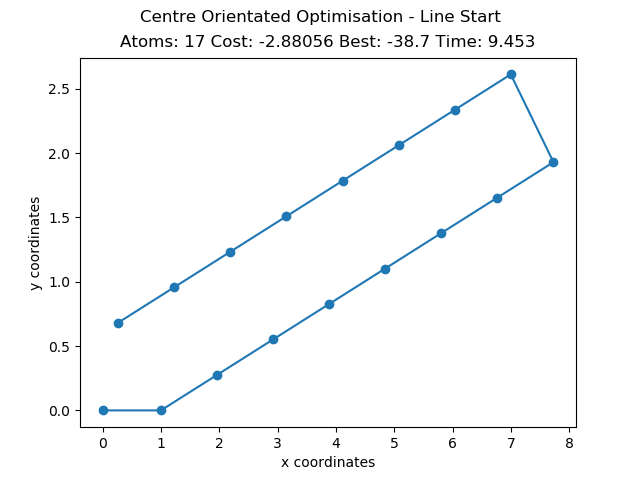 Centre Orientated Optimisation - Line Start
Atoms: 17 Cost: -2.88056 Best: -38.7 Time: 9.453
2.5
2.0
1.5
1.0
0.5
0.0
y coordinates
0 1 2 3 4 5 6 7 8
x coordinates